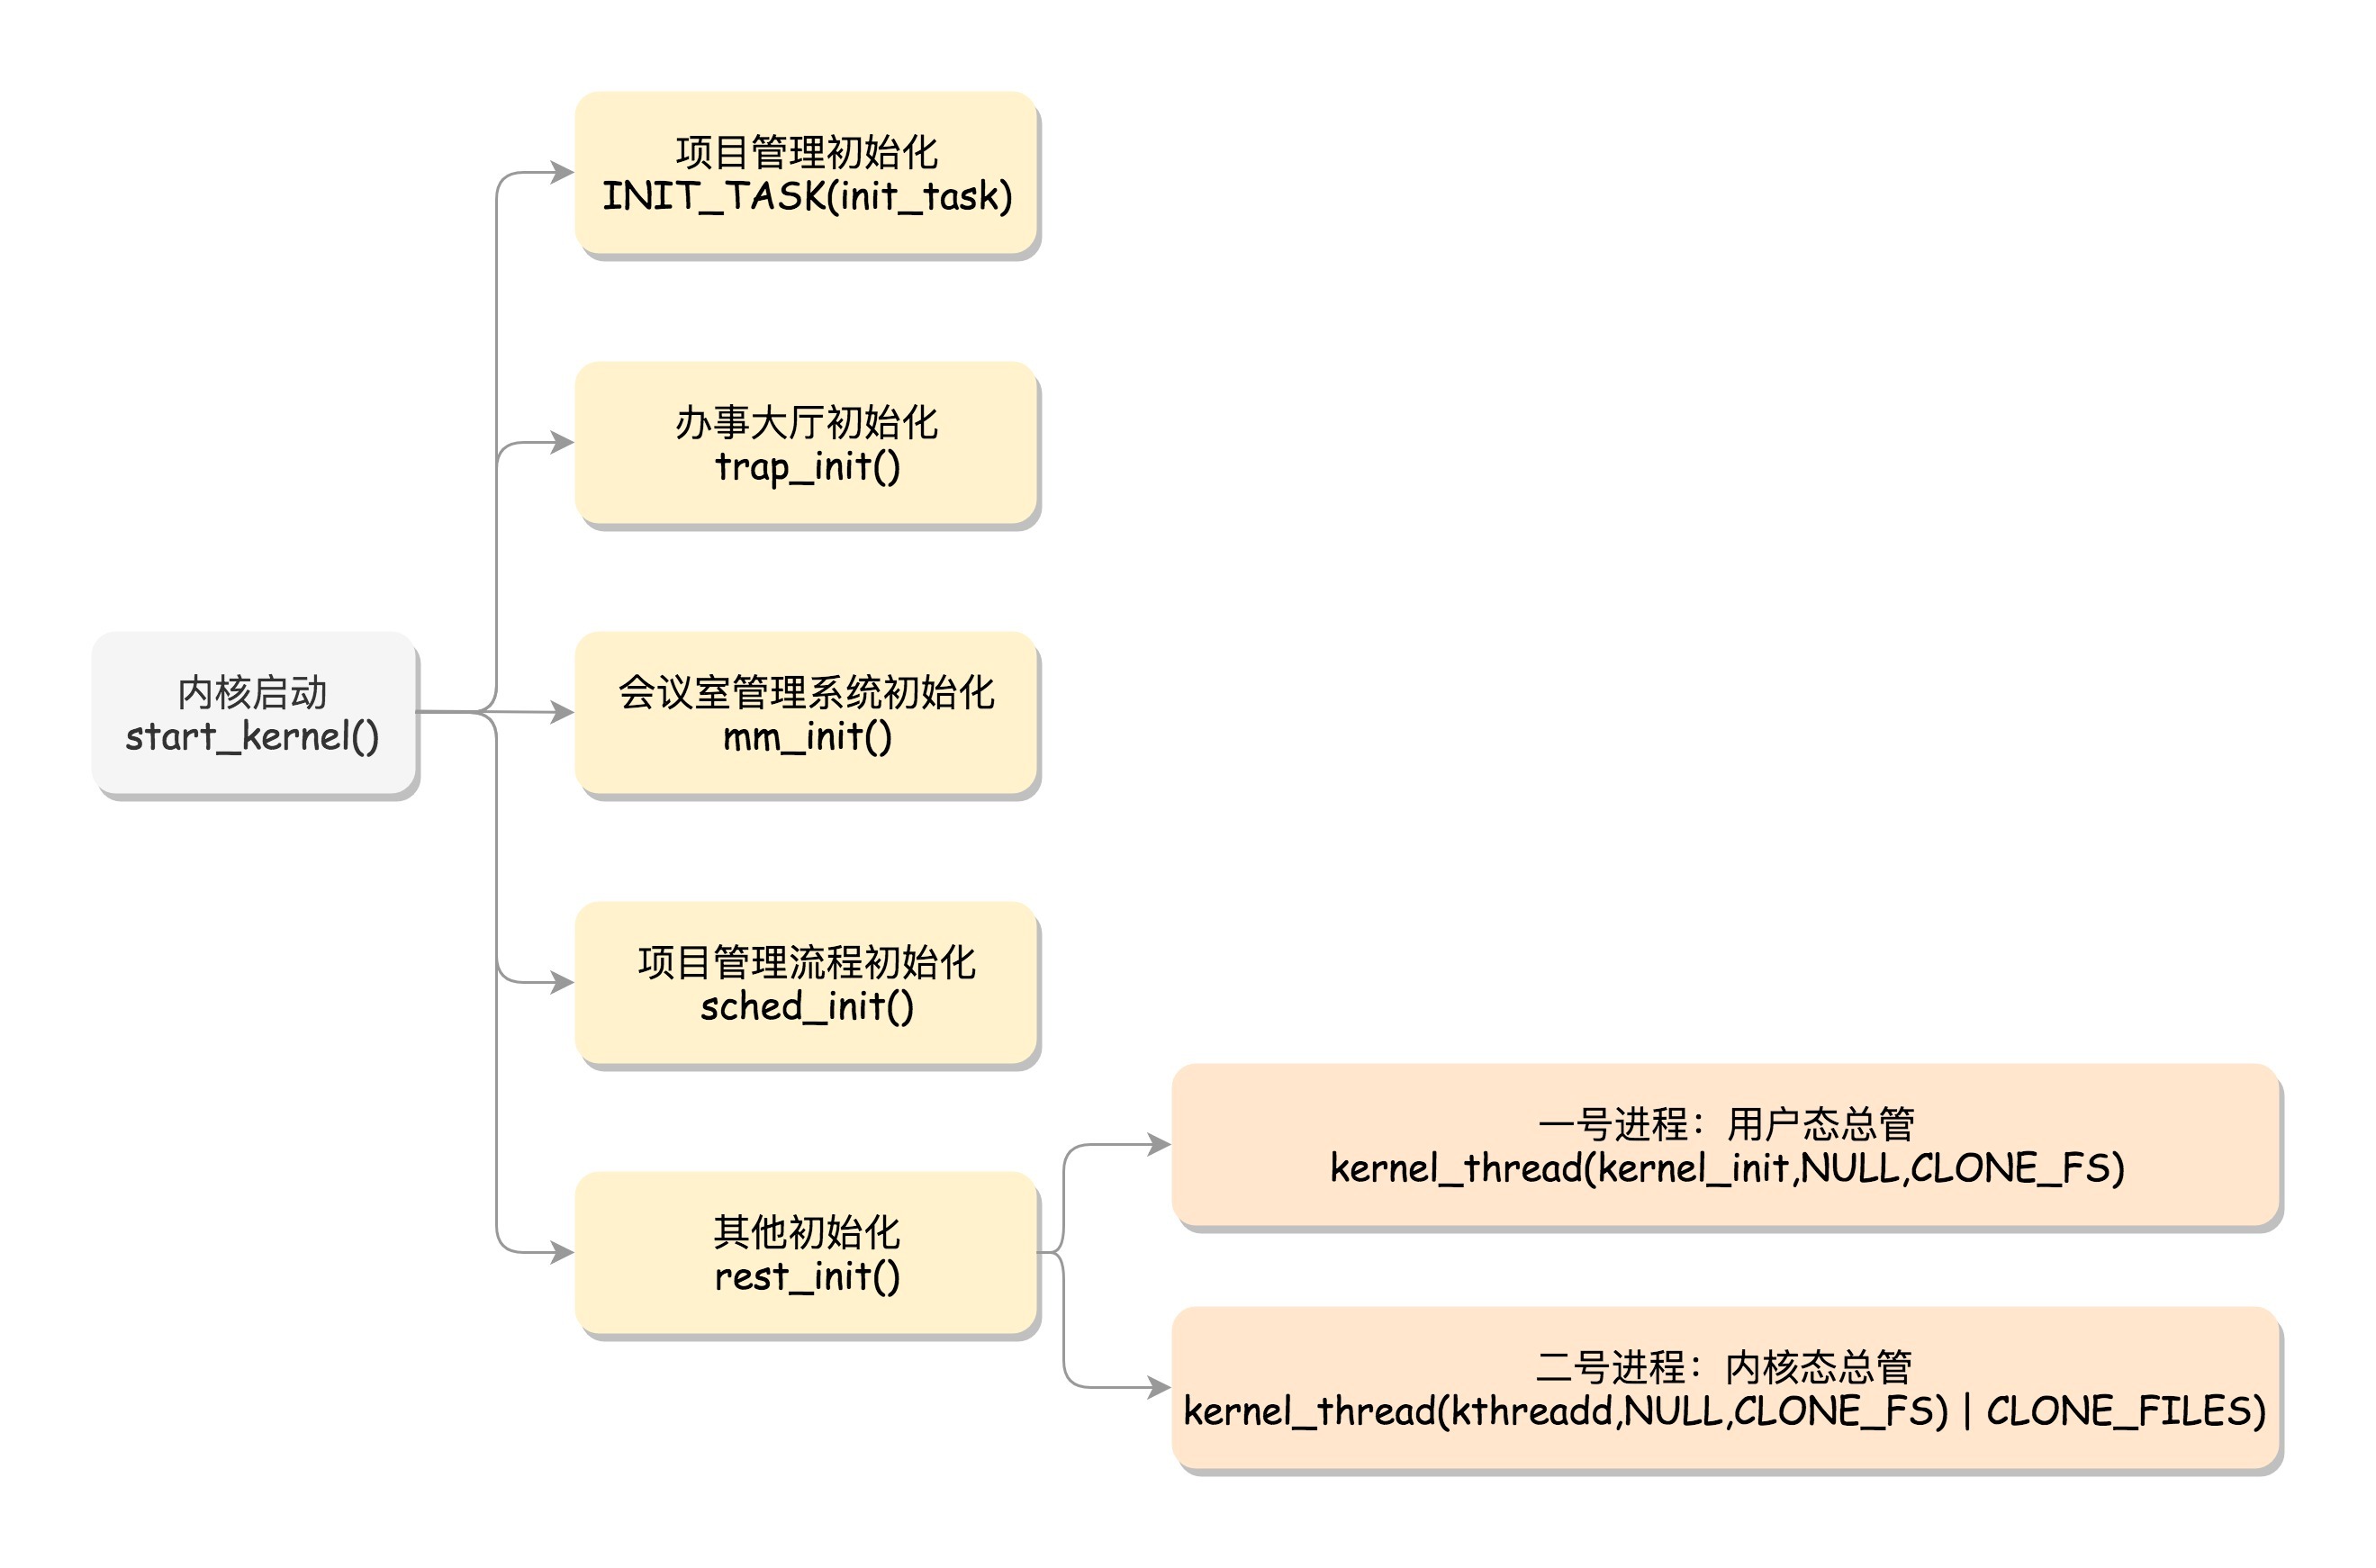 项目管理初始化
INIT_TASK(init_task)
办事大厅初始化
trap_init()
内核启动
start_kernel()
会议室管理系统初始化
mm_init()
项目管理流程初始化
sched_init()
其他初始化
rest_init()
一号进程：用户态总管
kernel_thread(kernel_init,NULL,CLONE_FS)
二号进程：内核态总管
kernel_thread(kthreadd,NULL,CLONE_FS) | CLONE_FILES)